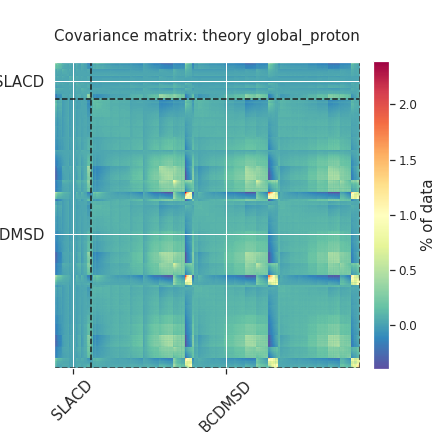 Covariance matrix: theory global_proton
SLACD
DMSD
2.0
1.5
1.0
0.5
0.0
% of data
SLACD
BCDMSD